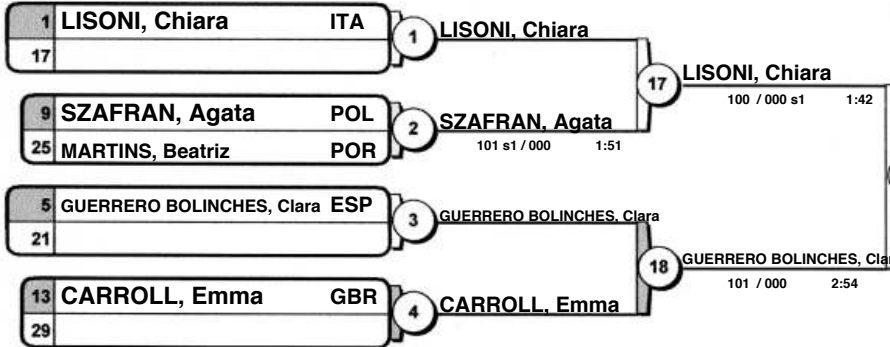 1 LISONI, Chiara ITA
17
1
LISONI, Chiara
9 SZAFRAN, Agata POL
25 MARTINS, Beatriz POR
2
SZAFRAN, Agata
101 s1 / 000 1:51
17
LISONI, Chiara
100 / 000 s1 1:42
5 GUERRERO BOLINCHES, Clara ESP
21
3
GUERRERO BOLINCHES, Clara
13 CARROLL, Emma GBR
29
4
CARROLL, Emma
18
GUERRERO BOLINCHES, Clar
101 / 000 2:54